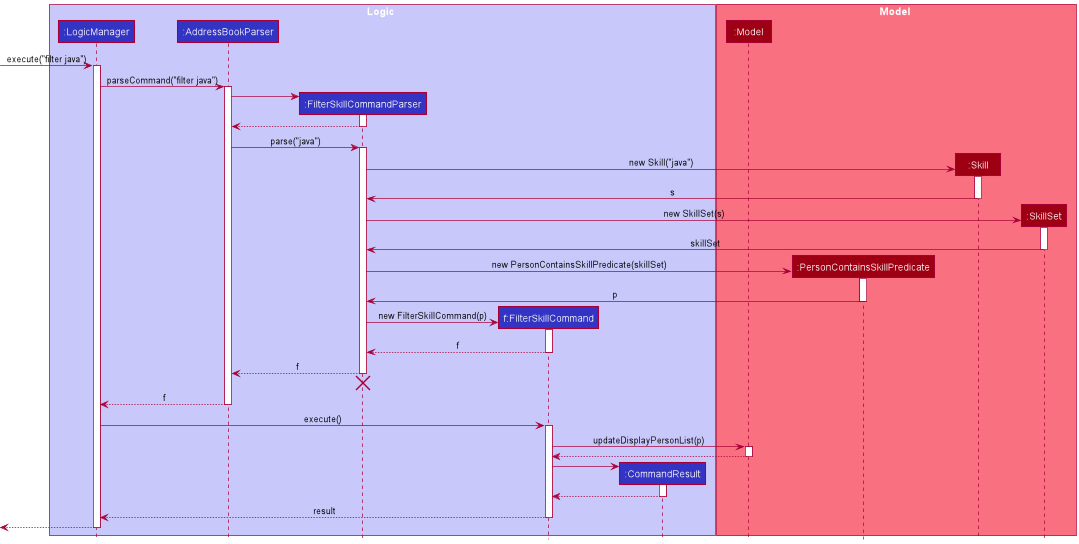 Logic
Model
:LogicManager
:AddressBookParser
:Model
execute("filter java")
parseCommand("filter java")
:FilterSkillCommandParser
parse("java")
new Skill("java")
:Skill
s
new SkillSet(s)
:SkillSet
skillSet
new PersonContainsSkillPredicate(skillSet)
:PersonContainsSkillPredicate
p
new FilterSkillCommand(p)
f:FilterSkillCommand
f
f
f
execute()
updateDisplayPersonList(p)
:CommandResult
result